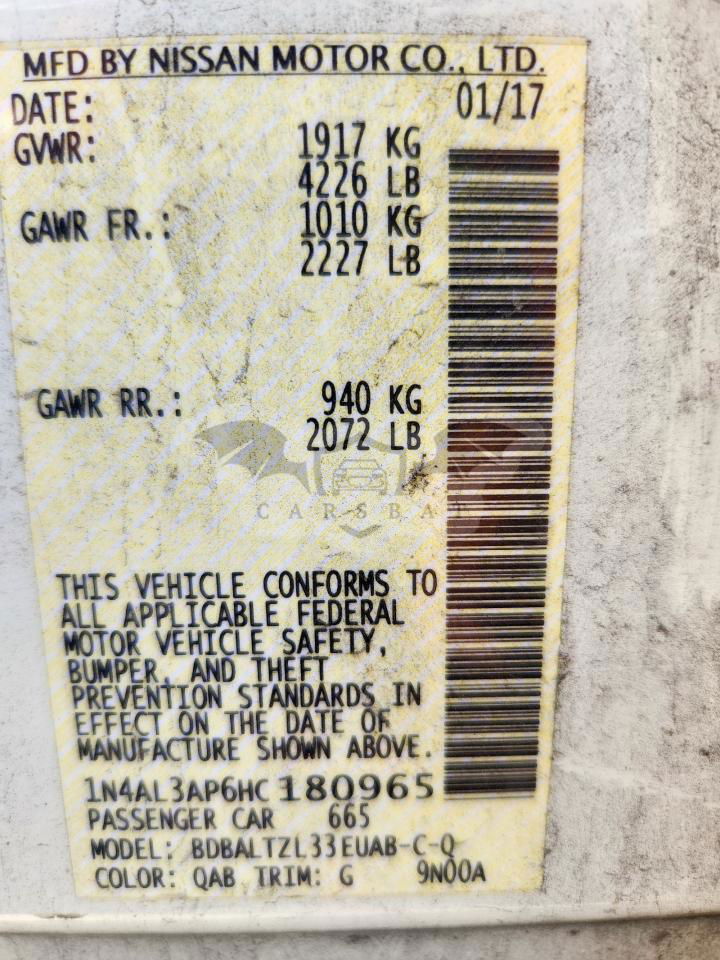 MFD BY NISSAN MOTOR CO., LTD.
DATE: 01/17
GVWR: 1917 KG
4226 LB
GAWR FR.: 1010 KG
2227 LB
GAWR RR.: 940 KG
2072 LB
THIS VEHICLE CONFORMS TO
ALL APPLICABLE FEDERAL
MOTOR VEHICLE SAFETY,
BUMPER, AND THEFT
PREVENTION STANDARDS IN
EFFECT ON THE DATE OF
MANUFACTURE SHOWN ABOVE.
1N4AL3AP6HC 180965
PASSENGER CAR 665
MODEL: BDBALTZL33EUAB-C-Q
COLOR: QAB TRIM: G 9N00A